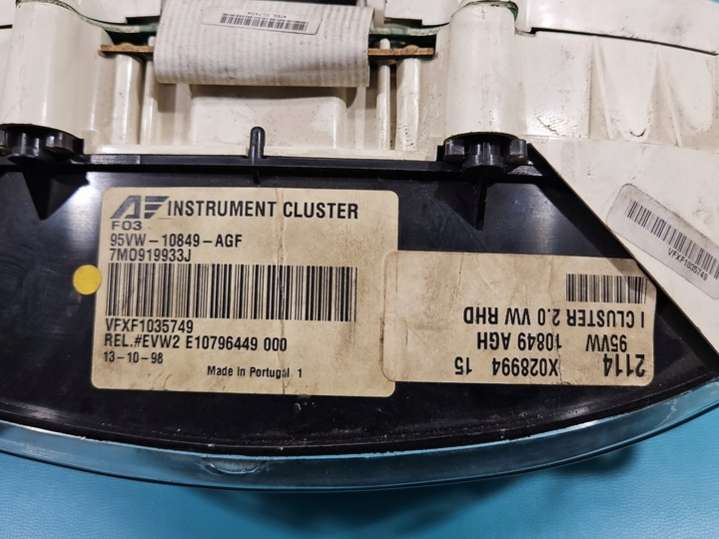 AF INSTRUMENT CLUSTER
F03
95VW-10849-AGF
7M0919933J
VFXF1035749
REL.#EVW2 E10796449 000
13-10-98
Made in Portugal 1
2114
X028994 15
95VW 10849 AGH
I CLUSTER 2.0 VW RHD
VFXF1035749